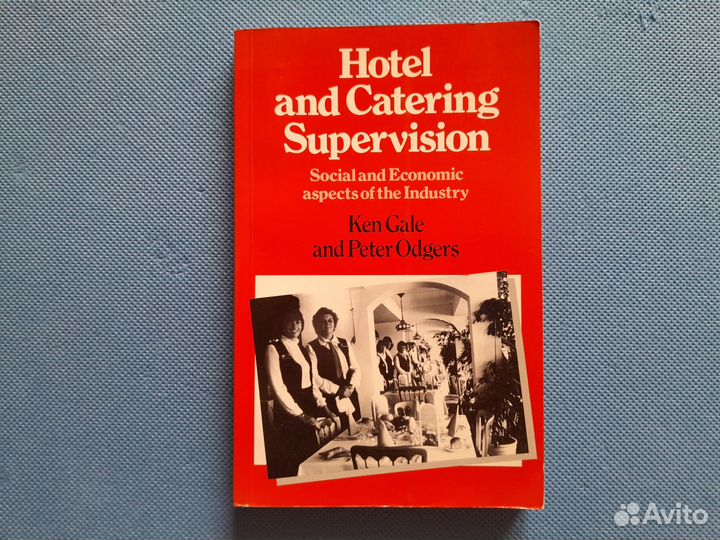 Hotel
and Catering
Supervision
Social and Economic
aspects of the Industry
Ken Gale
and Peter Odgers
Avito